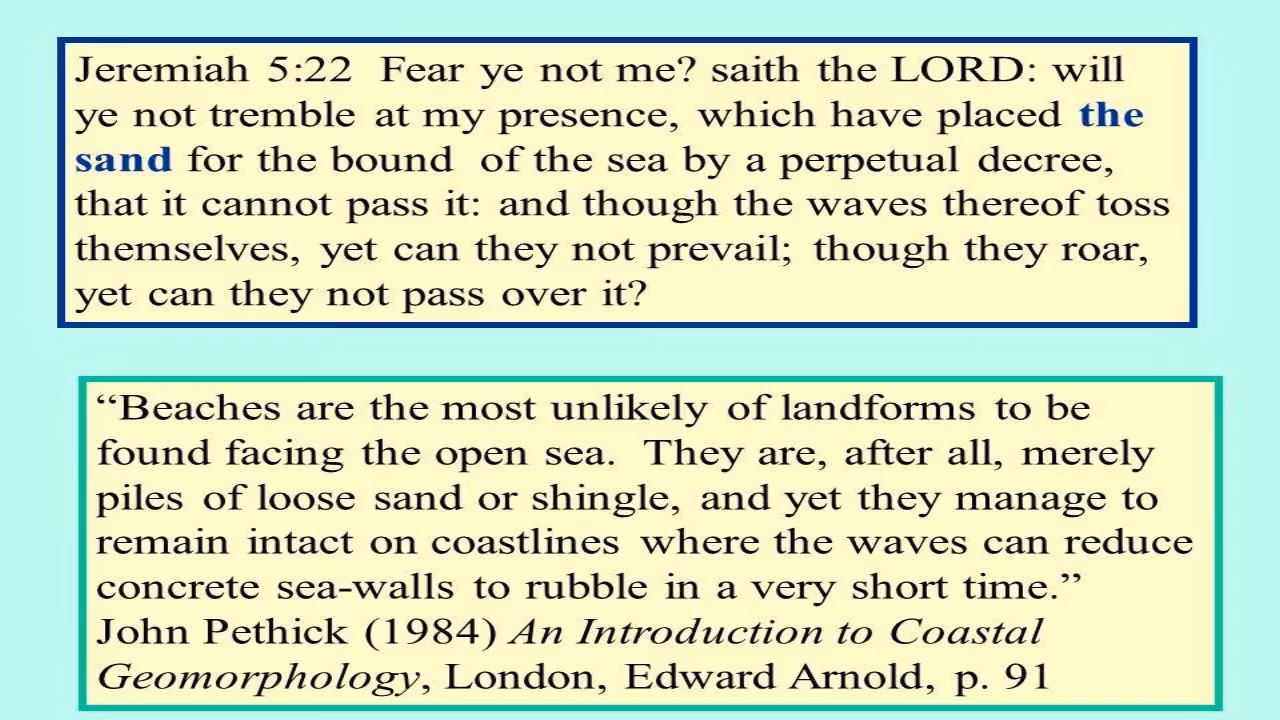 Jeremiah 5:22 Fear ye not me? saith the LORD: will
ye not tremble at my presence, which have placed the
sand for the bound of the sea by a perpetual decree,
that it cannot pass it: and though the waves thereof toss
themselves, yet can they not prevail; though they roar,
yet can they not pass over it?
“Beaches are the most unlikely of landforms to be
found facing the open sea. They are, after all, merely
piles of loose sand or shingle, and yet they manage to
remain intact on coastlines where the waves can reduce
concrete sea-walls to rubble in a very short time.”
John Pethick (1984) An Introduction to Coastal
Geomorphology, London, Edward Arnold, p. 91